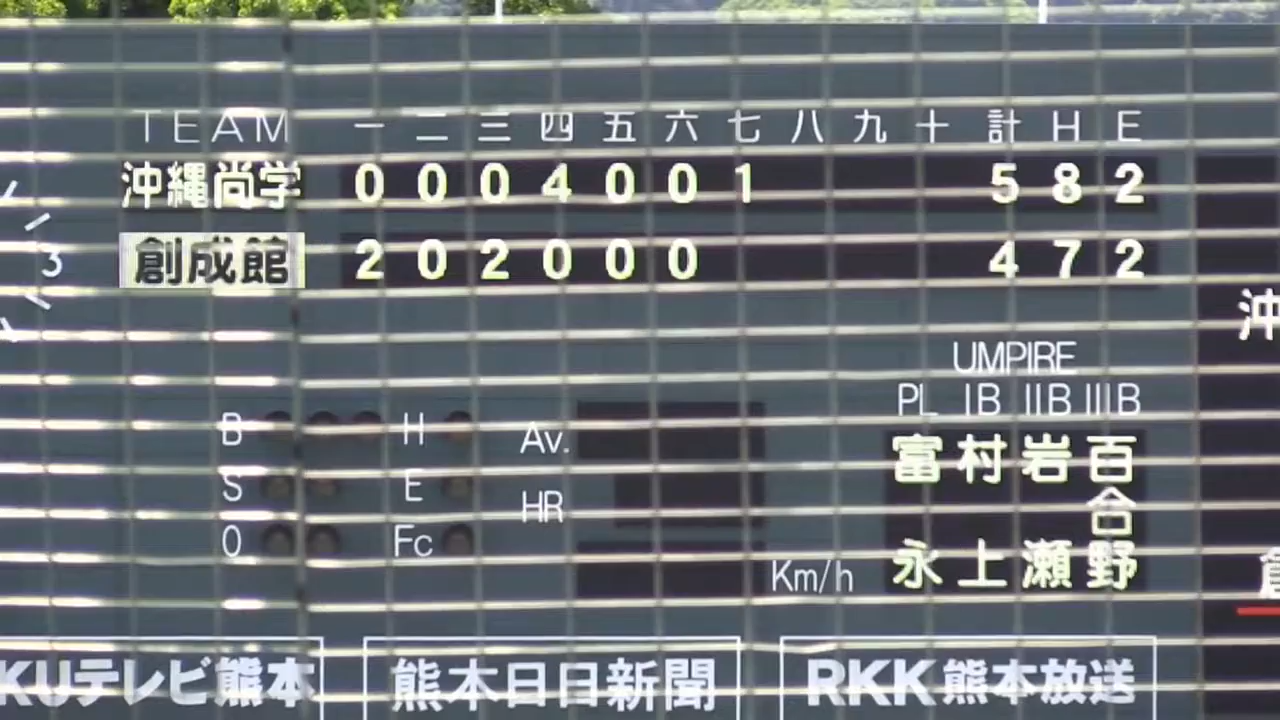 TEAM 一 二 三 四 五 六 七 八 九 十 計 H E
沖縄尚学 0 0 0 4 0 0 1 5 8 2
創成館 2 0 2 0 0 0 4 7 2
3
沖
UMPIRE
PL IB IIB IIIB
富永 村上 岩瀬 百合野
B H Av.
S E HR
O Fc
Km/h
KUテレビ熊本
熊本日日新聞
RKK熊本放送